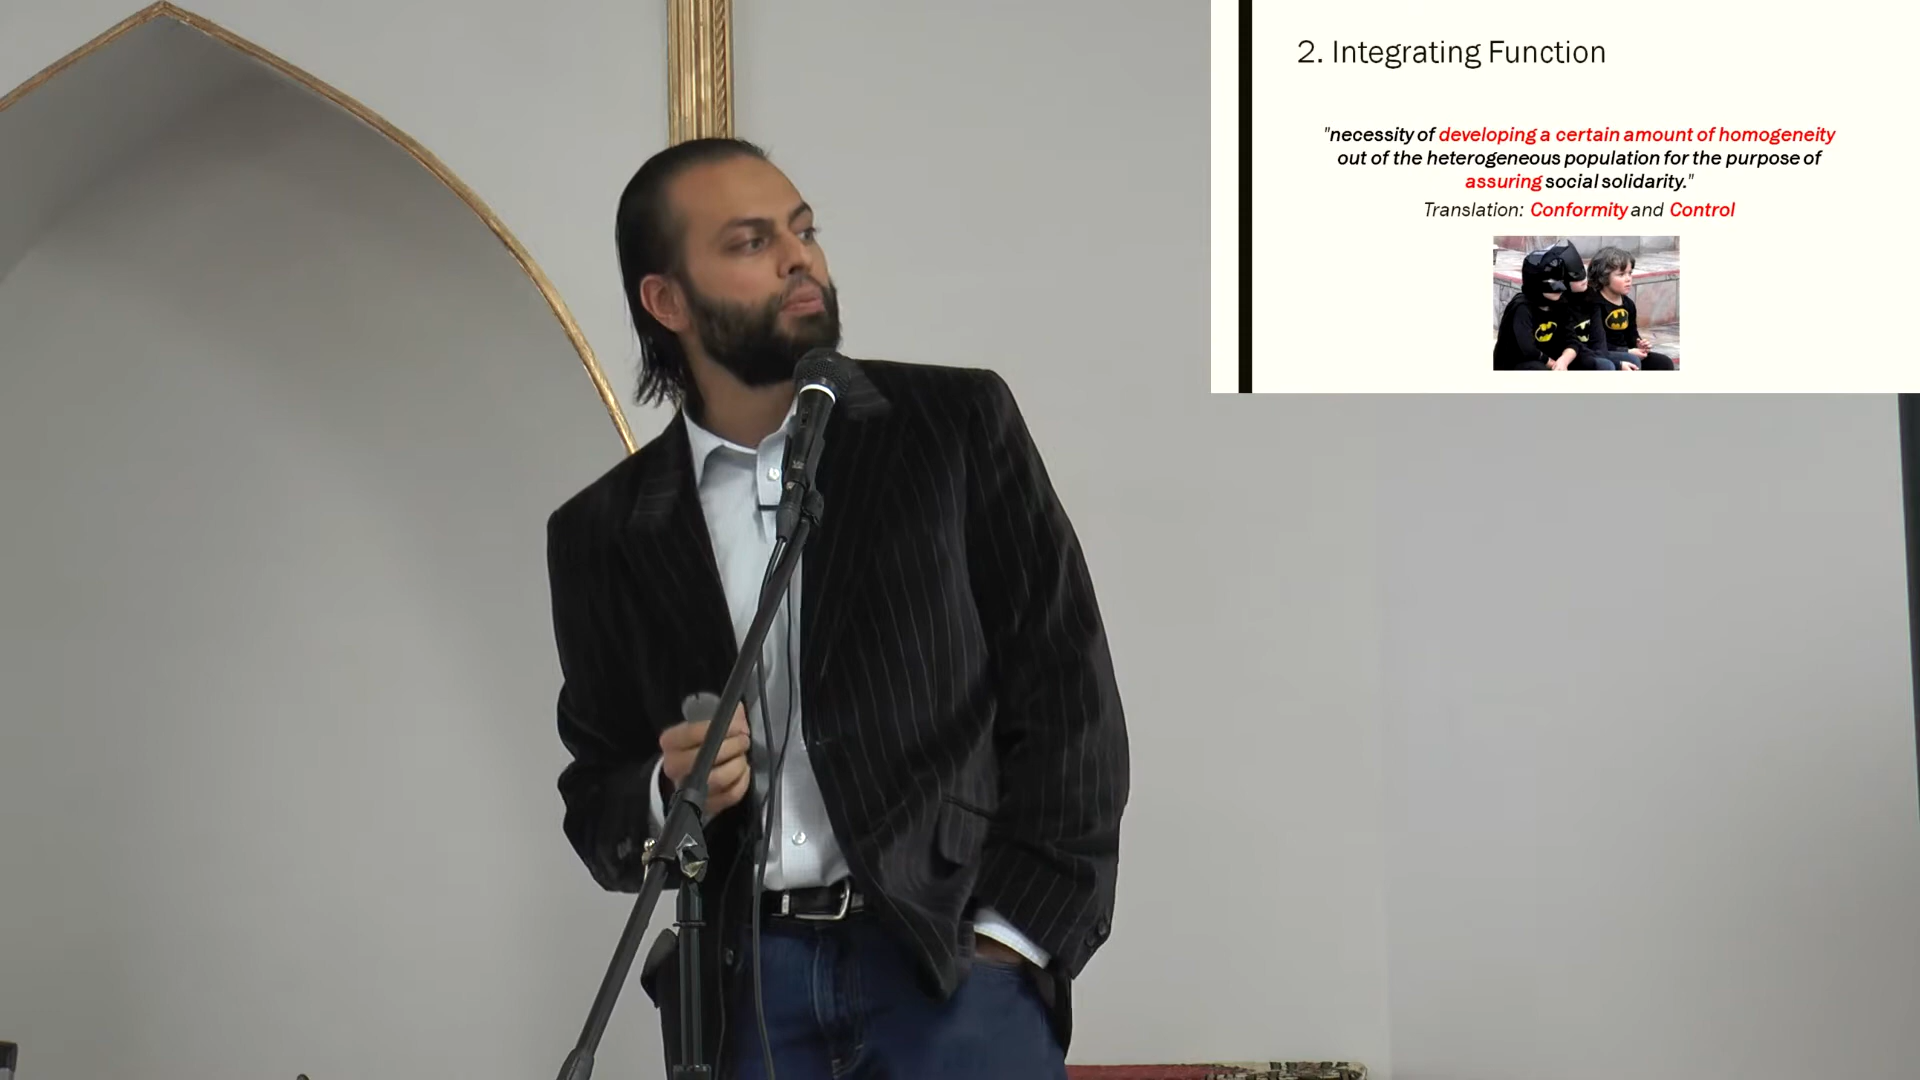 2. Integrating Function
"necessity of developing a certain amount of homogeneity
out of the heterogeneous population for the purpose of
assuring social solidarity."
Translation: Conformity and Control